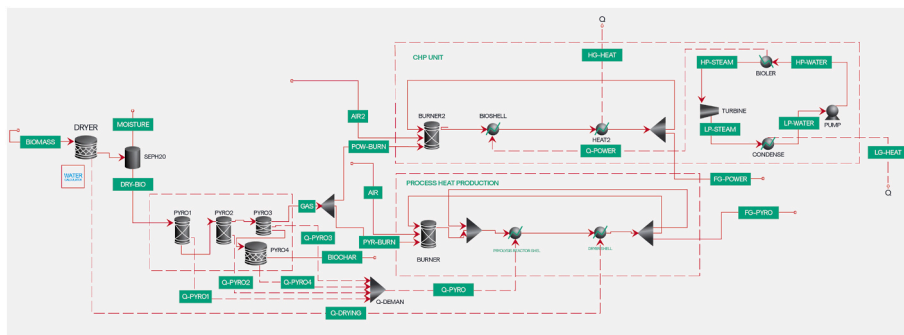 Q
CHP UNIT
HG-HEAT
HP-STEAM
BIOLER
HP-WATER
BIOMASS
DRYER
MOISTURE
AIR2
BURNER2
BIOSHELL
HEAT2
TURBINE
PUMP
LP-WATER
LP-STEAM
CONDENSE
POW-BURN
Q-POWER
SEPH20
LG-HEAT
WATER
DRY-BIO
AIR
PROCESS HEAT PRODUCTION
FG-POWER
Q
GAS
PYRO1
PYRO2
PYRO3
FG-PYRO
Q-PYRO3
PYR-BURN
PYRO4
BIOCHAR
BURNER
Q-PYRO2
Q-PYRO4
Q-PYRO1
Q-DEMAN
Q-PYRO
Q-DRYING